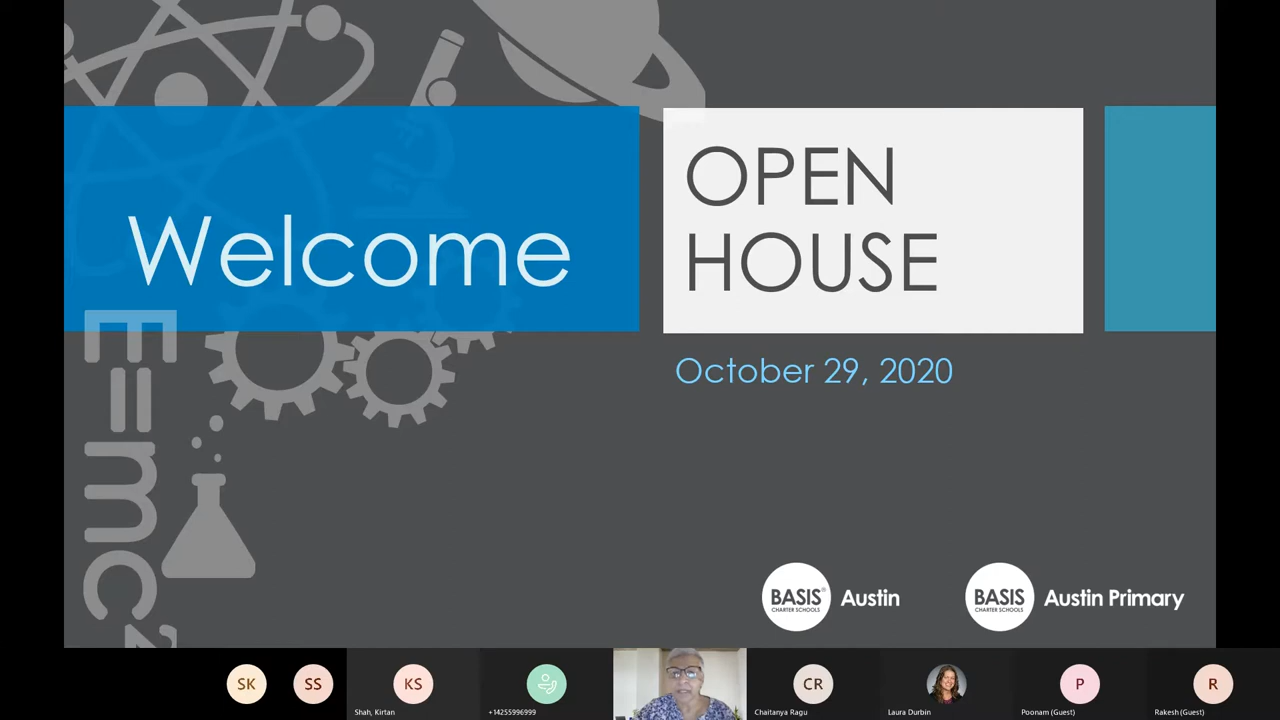 Welcome
OPEN
HOUSE
October 29, 2020
E=mc²
BASIS®
CHARTER SCHOOLS
Austin
BASIS
CHARTER SCHOOLS
Austin Primary
SK
SS
KS
Shah, Kirtan
+14255996999
CR
Chaitanya Ragu
Laura Durbin
P
Poonam (Guest)
R
Rakesh (Guest)